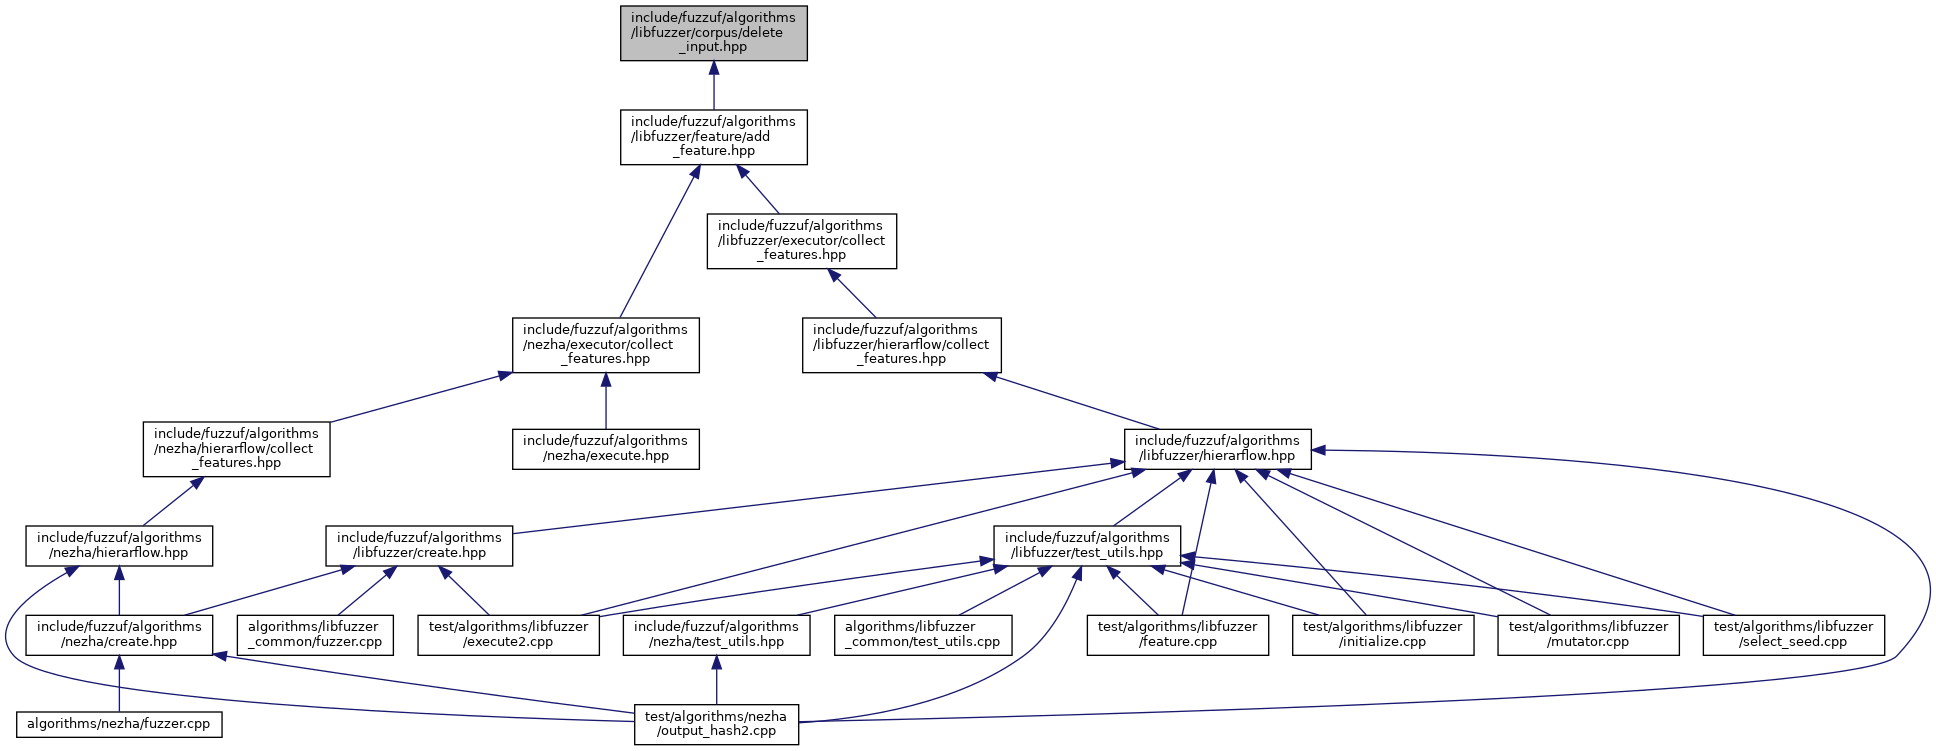 include/fuzzuf/algorithms
/libfuzzer/corpus/delete
_input.hpp
include/fuzzuf/algorithms
/libfuzzer/feature/add
_feature.hpp
include/fuzzuf/algorithms
/libfuzzer/executor/collect
_features.hpp
include/fuzzuf/algorithms
/nezha/executor/collect
_features.hpp
include/fuzzuf/algorithms
/libfuzzer/hierarflow/collect
_features.hpp
include/fuzzuf/algorithms
/nezha/hierarflow/collect
_features.hpp
include/fuzzuf/algorithms
/nezha/execute.hpp
include/fuzzuf/algorithms
/libfuzzer/hierarflow.hpp
include/fuzzuf/algorithms
/nezha/hierarflow.hpp
include/fuzzuf/algorithms
/libfuzzer/create.hpp
include/fuzzuf/algorithms
/libfuzzer/test_utils.hpp
include/fuzzuf/algorithms
/nezha/create.hpp
algorithms/libfuzzer
_common/fuzzer.cpp
test/algorithms/libfuzzer
/execute2.cpp
include/fuzzuf/algorithms
/nezha/test_utils.hpp
algorithms/libfuzzer
_common/test_utils.cpp
test/algorithms/libfuzzer
/feature.cpp
test/algorithms/libfuzzer
/initialize.cpp
test/algorithms/libfuzzer
/mutator.cpp
test/algorithms/libfuzzer
/select_seed.cpp
algorithms/nezha/fuzzer.cpp
test/algorithms/nezha
/output_hash2.cpp